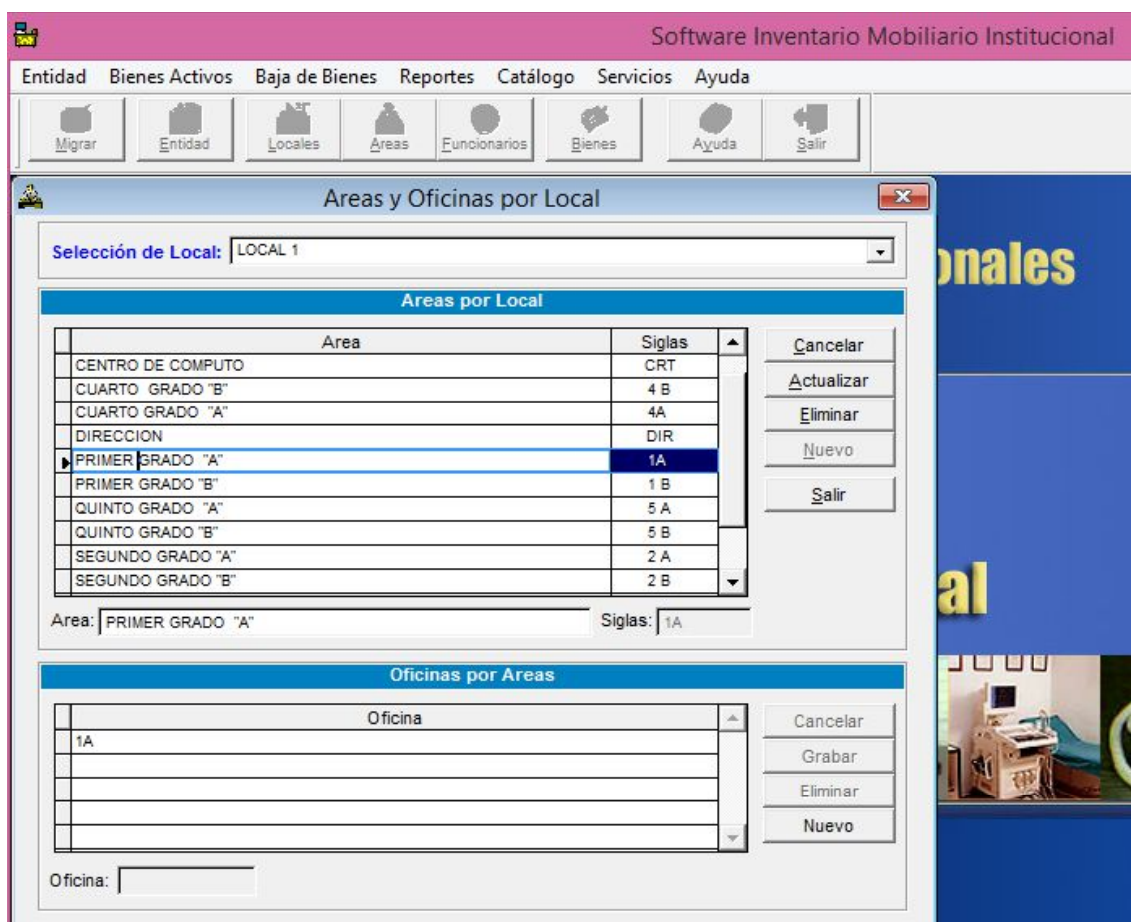 Software Inventario Mobiliario Institucional
Entidad Bienes Activos Baja de Bienes Reportes Catálogo Servicios Ayuda
Migrar Entidad Locales Areas Funcionarios Bienes Ayuda Salir
Areas y Oficinas por Local
Selección de Local: LOCAL 1
onales
Areas por Local
Area Siglas
Cancelar
CENTRO DE COMPUTO CRT
CUARTO GRADO "B" 4 B
Actualizar
CUARTO GRADO "A" 4A
Eliminar
DIRECCION DIR
Nuevo
PRIMER GRADO "A" 1A
PRIMER GRADO "B" 1 B
Salir
QUINTO GRADO "A" 5 A
QUINTO GRADO "B" 5 B
SEGUNDO GRADO "A" 2 A
SEGUNDO GRADO "B" 2 B
al
Area: PRIMER GRADO "A" Siglas: 1A
Oficinas por Areas
Oficina
Cancelar
1A
Grabar
Eliminar
Nuevo
Oficina: